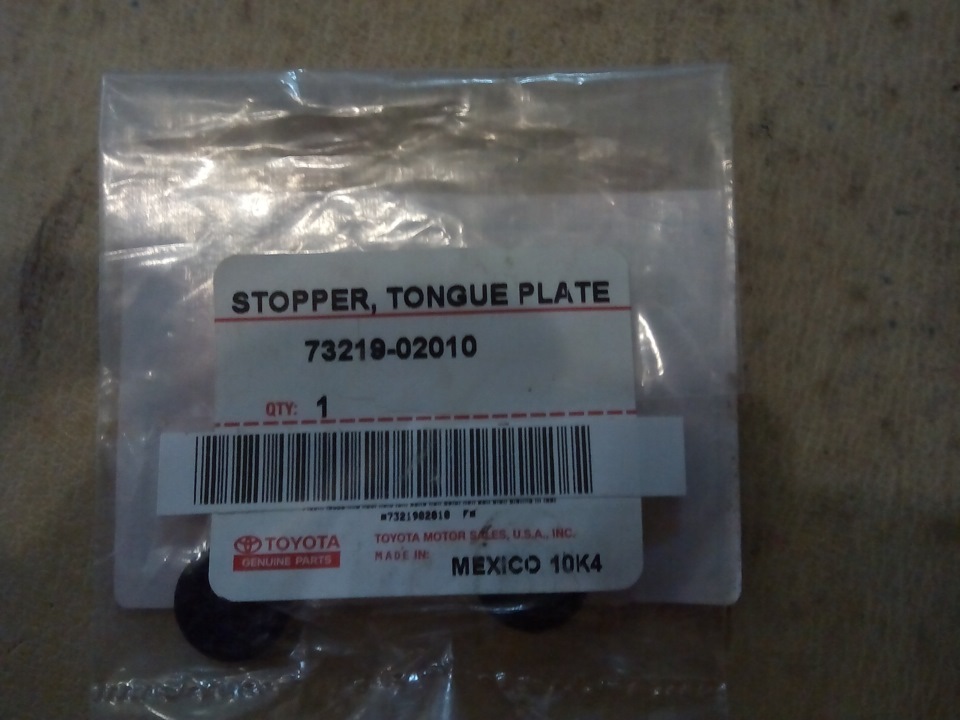 STOPPER, TONGUE PLATE
73219-02010
QTY: 1
TOYOTA
GENUINE PARTS
TOYOTA MOTOR SALES, U.S.A., INC.
MADE IN:
MEXICO 10K4